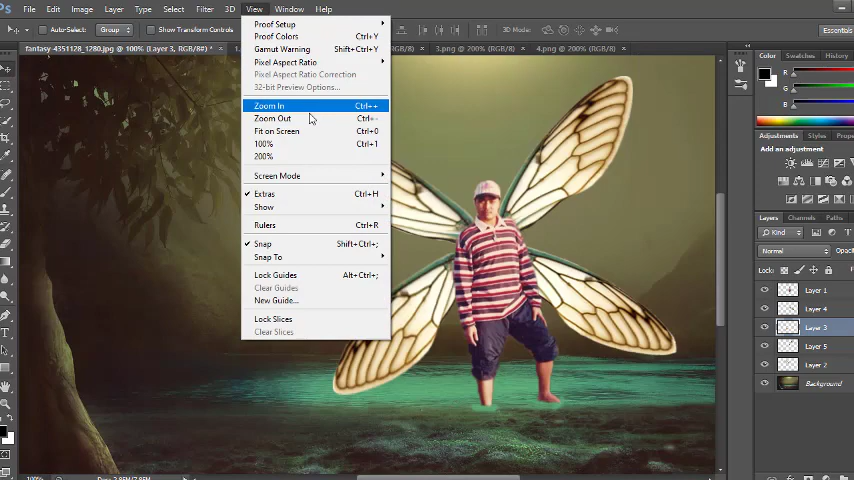 Ps File Edit Image Layer Type Select Filter 3D View Window Help
Auto-Select: Group Show Transform Controls 3D Mode: Essentials
fantasy-4351128_1280.jpg @ 100% (Layer 3, RGB/8#) * × 3.png @ 200% (RGB/8) × 4.png @ 200% (RGB/8) ×
Proof Setup
Proof Colors Ctrl+Y
Gamut Warning Shift+Ctrl+Y
Pixel Aspect Ratio
Pixel Aspect Ratio Correction
32-bit Preview Options...
Zoom In Ctrl++
Zoom Out Ctrl+-
Fit on Screen Ctrl+0
100% Ctrl+1
200%
Screen Mode
Extras Ctrl+H
Show
Rulers Ctrl+R
Snap Shift+Ctrl+;
Snap To
Lock Guides Alt+Ctrl+;
Clear Guides
New Guide...
Lock Slices
Clear Slices
Color Swatches Styles
R
G
B
Adjustments Styles
Add an adjustment
Layers Channels Paths
Kind
Normal
Lock:
Layer 1
Layer 4
Layer 3
Layer 5
Layer 2
Background
100%